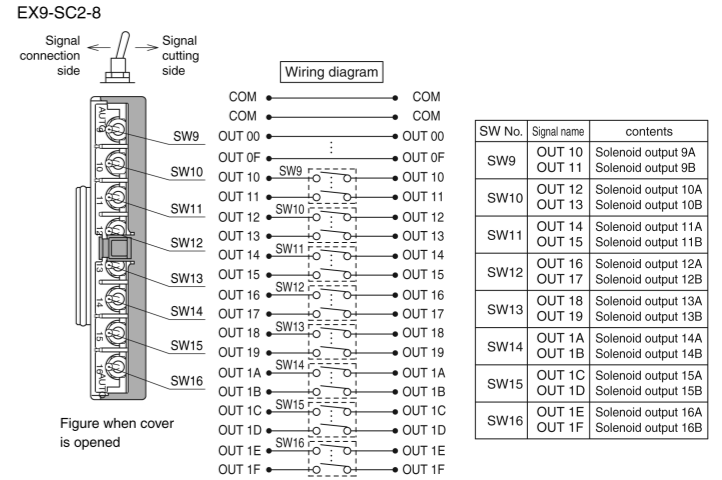 EX9-SC2-8
Signal connection side
Signal cutting side
Wiring diagram
AUTO
9
10
11
13
14
15
16
AUTO
SW9
SW10
SW11
SW12
SW13
SW14
SW15
SW16
Figure when cover
is opened
COM COM
COM COM
OUT 00 OUT 00
OUT 0F OUT 0F
OUT 10 SW9 OUT 10
OUT 11 OUT 11
OUT 12 SW10 OUT 12
OUT 13 OUT 13
OUT 14 SW11 OUT 14
OUT 15 OUT 15
OUT 16 SW12 OUT 16
OUT 17 OUT 17
OUT 18 SW13 OUT 18
OUT 19 OUT 19
OUT 1A SW14 OUT 1A
OUT 1B OUT 1B
OUT 1C SW15 OUT 1C
OUT 1D OUT 1D
OUT 1E SW16 OUT 1E
OUT 1F OUT 1F
SW No. Signal name contents
SW9 OUT 10 Solenoid output 9A
OUT 11 Solenoid output 9B
SW10 OUT 12 Solenoid output 10A
OUT 13 Solenoid output 10B
SW11 OUT 14 Solenoid output 11A
OUT 15 Solenoid output 11B
SW12 OUT 16 Solenoid output 12A
OUT 17 Solenoid output 12B
SW13 OUT 18 Solenoid output 13A
OUT 19 Solenoid output 13B
SW14 OUT 1A Solenoid output 14A
OUT 1B Solenoid output 14B
SW15 OUT 1C Solenoid output 15A
OUT 1D Solenoid output 15B
SW16 OUT 1E Solenoid output 16A
OUT 1F Solenoid output 16B